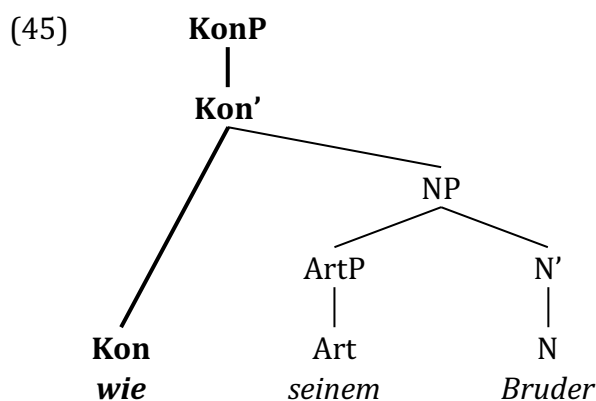 (45) KonP
Kon’
NP
ArtP N’
Kon Art N
wie seinem Bruder